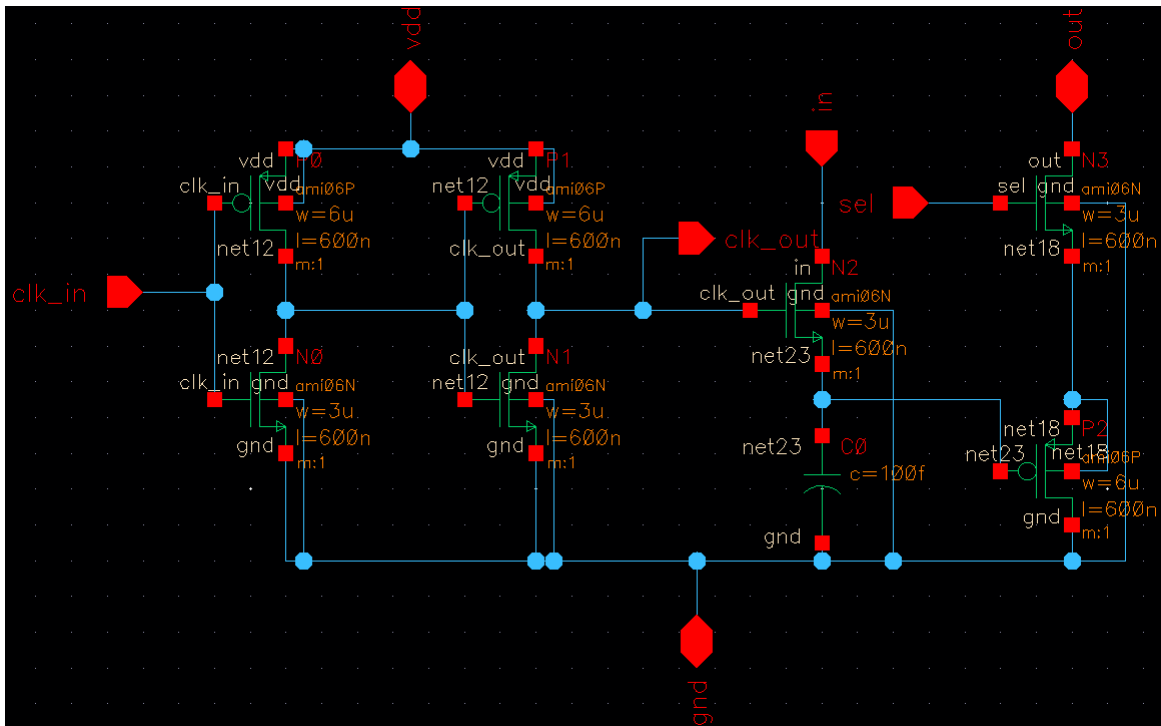 vdd
out
in
vdd
P0
clk_in
vdd
ami06P
w=6u
l=600n
net12
m:1
vdd
P1
net12
vdd
ami06P
w=6u
l=600n
clk_out
m:1
out
N3
sel
sel
gnd
ami06N
w=3u
l=600n
net18
m:1
clk_out
clk_in
in
N2
clk_out
gnd
ami06N
w=3u
l=600n
net23
m:1
net12
N0
clk_in
gnd
ami06N
w=3u
l=600n
gnd
m:1
clk_out
N1
net12
gnd
ami06N
w=3u
l=600n
gnd
m:1
net23
C0
c=100f
gnd
net18
P2
net23
net18
ami06P
w=6u
l=600n
gnd
m:1
gnd